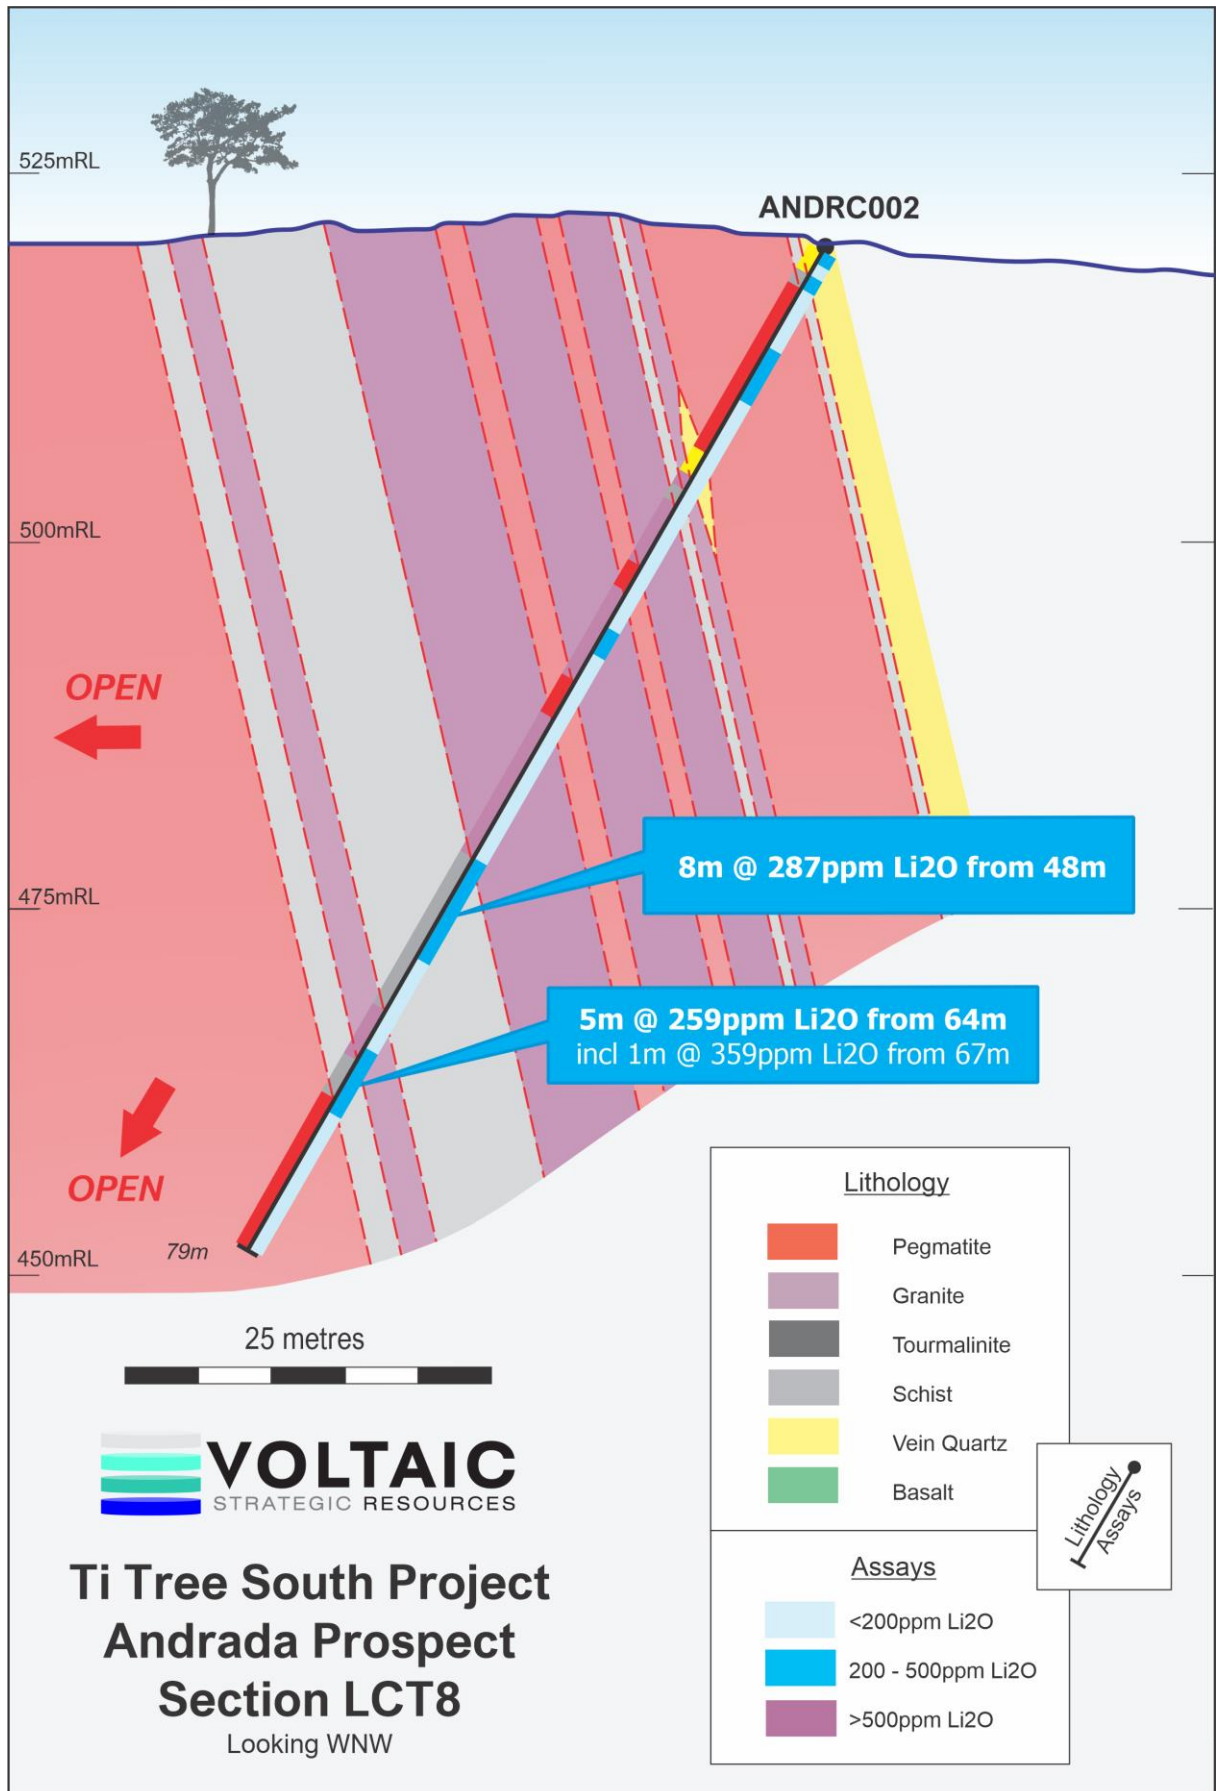 525mRL
ANDRC002
500mRL
OPEN
8m @ 287ppm Li2O from 48m
475mRL
5m @ 259ppm Li2O from 64m
incl 1m @ 359ppm Li2O from 67m
OPEN
79m
450mRL
25 metres
VOLTAIC
STRATEGIC RESOURCES
Ti Tree South Project
Andrada Prospect
Section LCT8
Looking WNW
Lithology
Pegmatite
Granite
Tourmalinite
Schist
Vein Quartz
Basalt
Assays
<200ppm Li2O
200 - 500ppm Li2O
>500ppm Li2O
Lithology
Assays